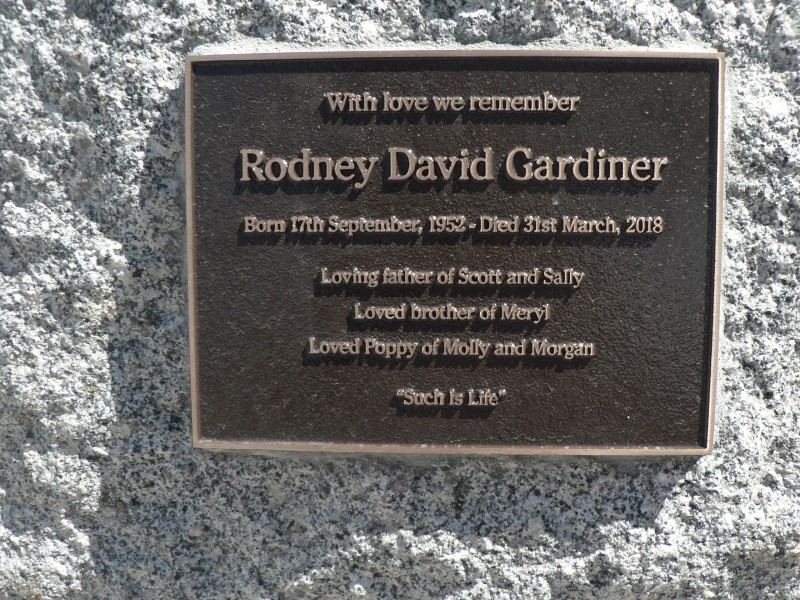 With love we remember
Rodney David Gardiner
Born 17th September, 1952 - Died 31st March, 2018
Loving father of Scott and Sally
Loved brother of Meryl
Loved Poppy of Molly and Morgan
"Such Is Life"